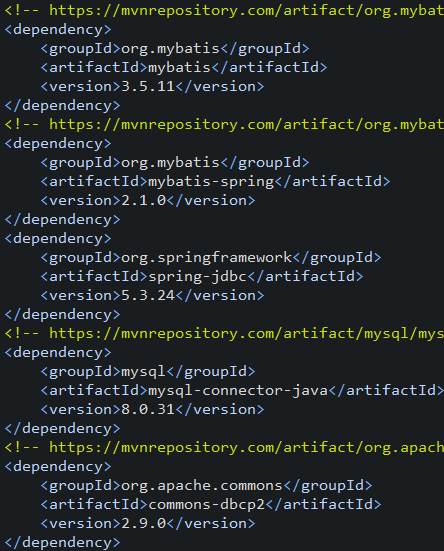 <!-- https://mvnrepository.com/artifact/org.mybat
<dependency>
    <groupId>org.mybatis</groupId>
    <artifactId>mybatis</artifactId>
    <version>3.5.11</version>
</dependency>
<!-- https://mvnrepository.com/artifact/org.mybat
<dependency>
    <groupId>org.mybatis</groupId>
    <artifactId>mybatis-spring</artifactId>
    <version>2.1.0</version>
</dependency>
<dependency>
    <groupId>org.springframework</groupId>
    <artifactId>spring-jdbc</artifactId>
    <version>5.3.24</version>
</dependency>
<!-- https://mvnrepository.com/artifact/mysql/mys
<dependency>
    <groupId>mysql</groupId>
    <artifactId>mysql-connector-java</artifactId>
    <version>8.0.31</version>
</dependency>
<!-- https://mvnrepository.com/artifact/org.apach
<dependency>
    <groupId>org.apache.commons</groupId>
    <artifactId>commons-dbcp2</artifactId>
    <version>2.9.0</version>
</dependency>